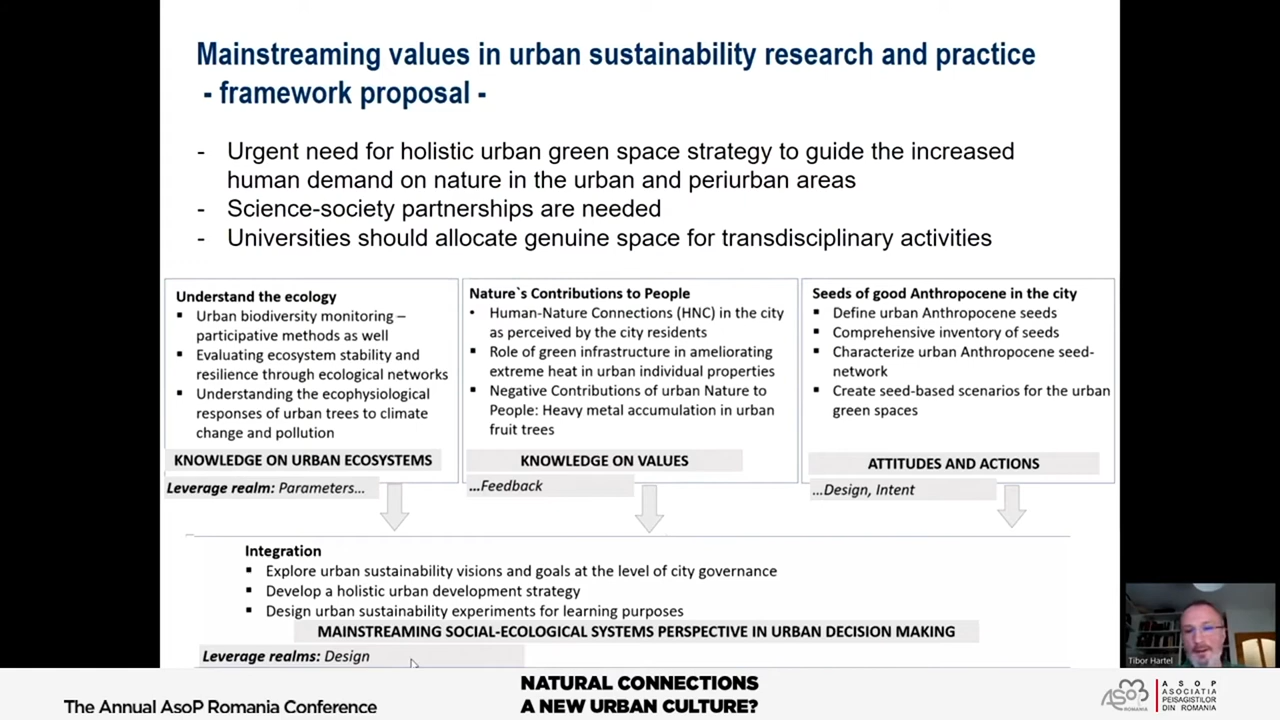 Mainstreaming values in urban sustainability research and practice
- framework proposal -
- Urgent need for holistic urban green space strategy to guide the increased
human demand on nature in the urban and periurban areas
- Science-society partnerships are needed
- Universities should allocate genuine space for transdisciplinary activities
Understand the ecology
▪ Urban biodiversity monitoring –
participative methods as well
▪ Evaluating ecosystem stability and
resilience through ecological networks
▪ Understanding the ecophysiological
responses of urban trees to climate
change and pollution
KNOWLEDGE ON URBAN ECOSYSTEMS
Leverage realm: Parameters…
Nature`s Contributions to People
• Human-Nature Connections (HNC) in the city
as perceived by the city residents
▪ Role of green infrastructure in ameliorating
extreme heat in urban individual properties
▪ Negative Contributions of urban Nature to
People: Heavy metal accumulation in urban
fruit trees
KNOWLEDGE ON VALUES
…Feedback
Seeds of good Anthropocene in the city
▪ Define urban Anthropocene seeds
▪ Comprehensive inventory of seeds
▪ Characterize urban Anthropocene seed-
network
▪ Create seed-based scenarios for the urban
green spaces
ATTITUDES AND ACTIONS
…Design, Intent
Integration
▪ Explore urban sustainability visions and goals at the level of city governance
▪ Develop a holistic urban development strategy
▪ Design urban sustainability experiments for learning purposes
MAINSTREAMING SOCIAL-ECOLOGICAL SYSTEMS PERSPECTIVE IN URBAN DECISION MAKING
Leverage realms: Design
Tibor Hartel
The Annual AsoP Romania Conference
NATURAL CONNECTIONS
A NEW URBAN CULTURE?
ASoP
ROMANIA
A S O P
ASOCIATIA
PEISAGISTILOR
DIN ROMANIA